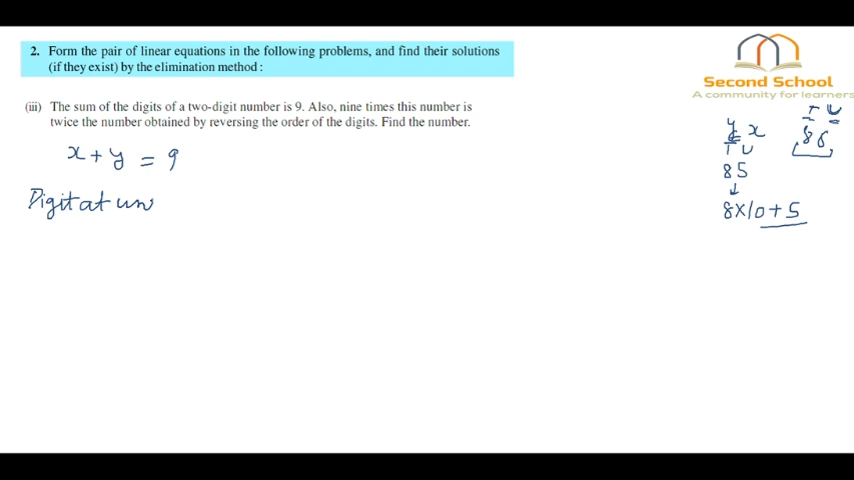 2. Form the pair of linear equations in the following problems, and find their solutions
(if they exist) by the elimination method :
Second School
A community for learners
(iii) The sum of the digits of a two-digit number is 9. Also, nine times this number is
twice the number obtained by reversing the order of the digits. Find the number.
x + y = 9
Digit at un
y x
T U
85
8×10 + 5
T U
86